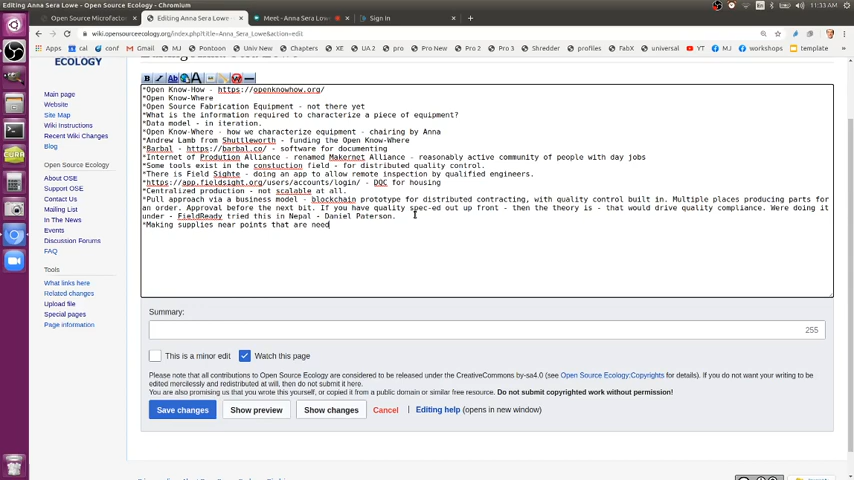 Editing Anna Sera Lowe - Chromium
En
11:33 AM
Open Source MicroFactor
Editing Anna Sera Lowe -
Meet - Anna Sera Low
Sign In
wiki.opensourceecology.org/index.php?title=Anna_Sera_Lowe&action=edit
cal
conf
Gmail
MJ
Pontoon
Univ_Now
Chapters
XE
UA 2
pro
Pro New
Pro 2
Pro 3
Shredder
profiles
FabX
universal
YT
MJ
workshops
template
ECOLOGY
Main page
Website
Site Map
Wiki Instructions
Recent Wiki Changes
Blog
Open Source Ecology
About OSE
Support OSE
Contact Us
Mailing List
News
Events
Discussion Forums
FAQ
Tools
What links here
Related changes
Upload file
Special pages
Page information
*Open Know-How - https://openknowhow.org/
*Open Know-Where
*Open Source Fabrication Equipment - not there yet
*What is the information required to characterize a piece of equipment?
*Data model - in iteration.
*Open Know-Where - how we characterize equipment - chairing by Anna
*Andrew Lamb from Shuttleworth - funding the Open Know-Where
*Barbal - https://barbal.co/ - software for documenting
*Internet of Prodution Alliance - renamed Makernet Alliance - reasonably active community of people with day jobs
*Some tools exist in the constuction field - for distributed quality control.
*There is Field Sighte - doing an app to allow remote inspection by qualified engineers.
*https://app.fieldsight.org/users/accounts/login/ - DQC for housing
*Centralized production - not scalable at all.
*Pull approach via a business model - blockchain prototype for distributed contracting, with quality control built in. Multiple places producing parts for
an order. Approval before the next bit. If you have quality spec-ed out up front - then the theory is - that would drive quality compliance. Were doing it
under - FieldReady tried this in Nepal - Daniel Paterson.
*Making supplies near points that are need
Summary:
255
This is a minor edit
Watch this page
Please note that all contributions to Open Source Ecology are considered to be released under the CreativeCommons by-sa4.0 (see Open Source Ecology:Copyrights for details). If you do not want your writing to be
edited mercilessly and redistributed at will, then do not submit it here.
You are also promising us that you wrote this yourself, or copied it from a public domain or similar free resource. Do not submit copyrighted work without permission!
Save changes
Show preview
Show changes
Cancel
Editing help (opens in new window)